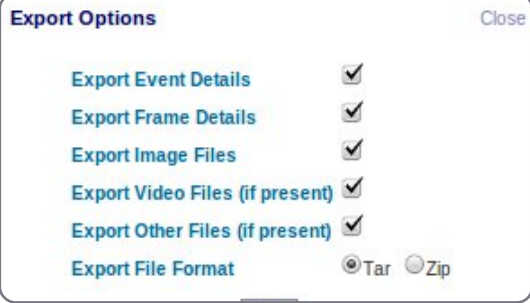 Export Options Close
Export Event Details
Export Frame Details
Export Image Files
Export Video Files (if present)
Export Other Files (if present)
Export File Format Tar Zip